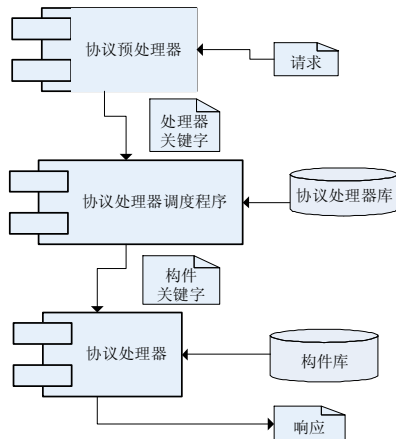 协议预处理器
请求
处理器
关键字
协议处理器调度程序
协议处理器库
构件
关键字
协议处理器
构件库
响应